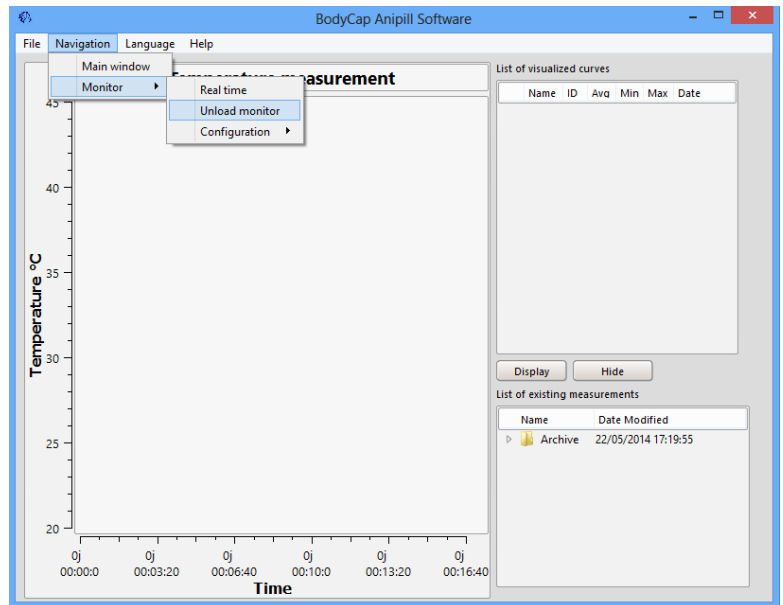 BodyCap Anipill Software
File Navigation Language Help
Main window
Monitor
Real time
Unload monitor
Configuration
asurement
List of visualized curves
Name ID Avg Min Max Date
45
40
35
30
25
20
Temperature °C
0j 0j 0j 0j 0j 0j
00:00:0 00:03:20 00:06:40 00:10:0 00:13:20 00:16:40
Time
Display Hide
List of existing measurements
Name Date Modified
Archive 22/05/2014 17:19:55